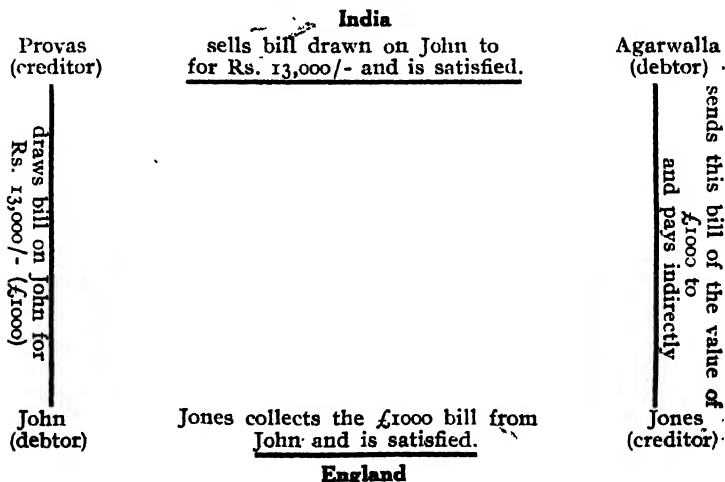 India
Provas
(creditor)
sells bill drawn on John to
for Rs. 13,000/- and is satisfied.
Agarwalla
(debtor)
draws bill on John for
Rs. 13,000/- (£1000)
sends this bill of the value of
£1000 to
and pays indirectly
John
(debtor)
Jones collects the £1000 bill from
John and is satisfied.
Jones
(creditor)
England